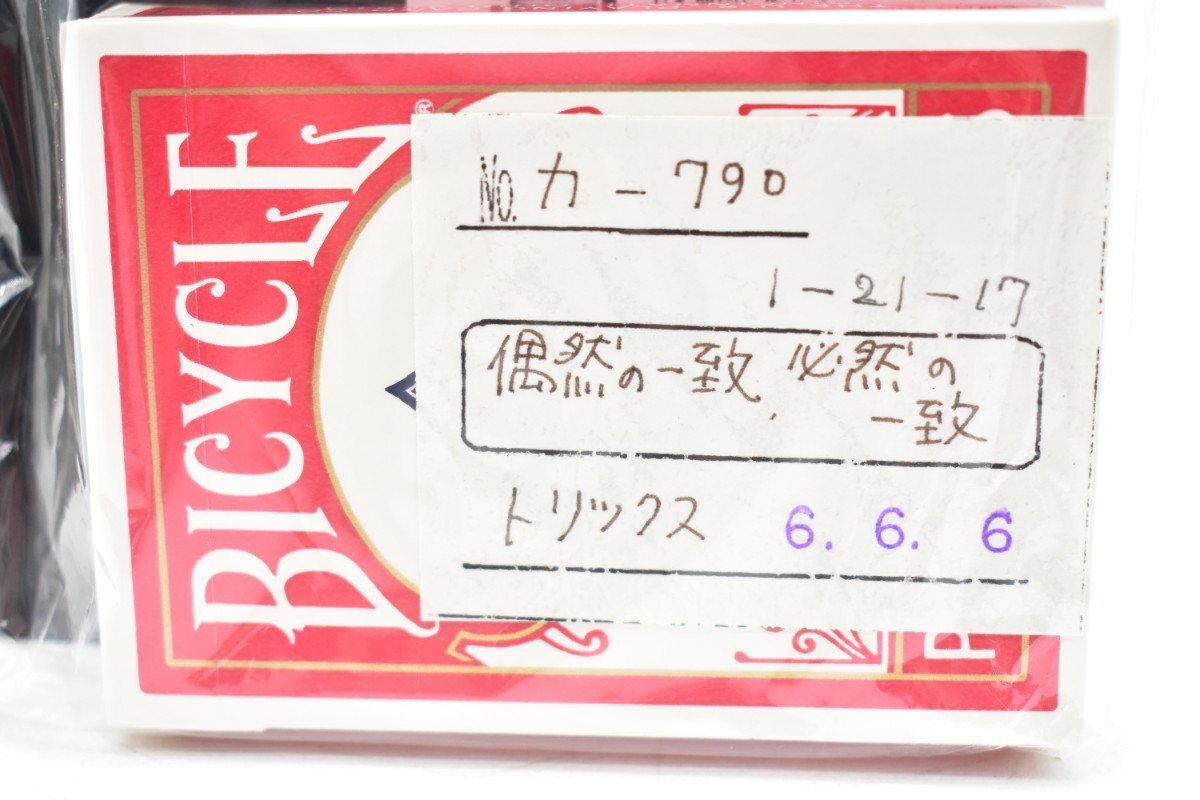 BICYCLE®
No. カ-790
1-21-17
偶然の一致、必然の
一致
トリックス 6. 6. 6